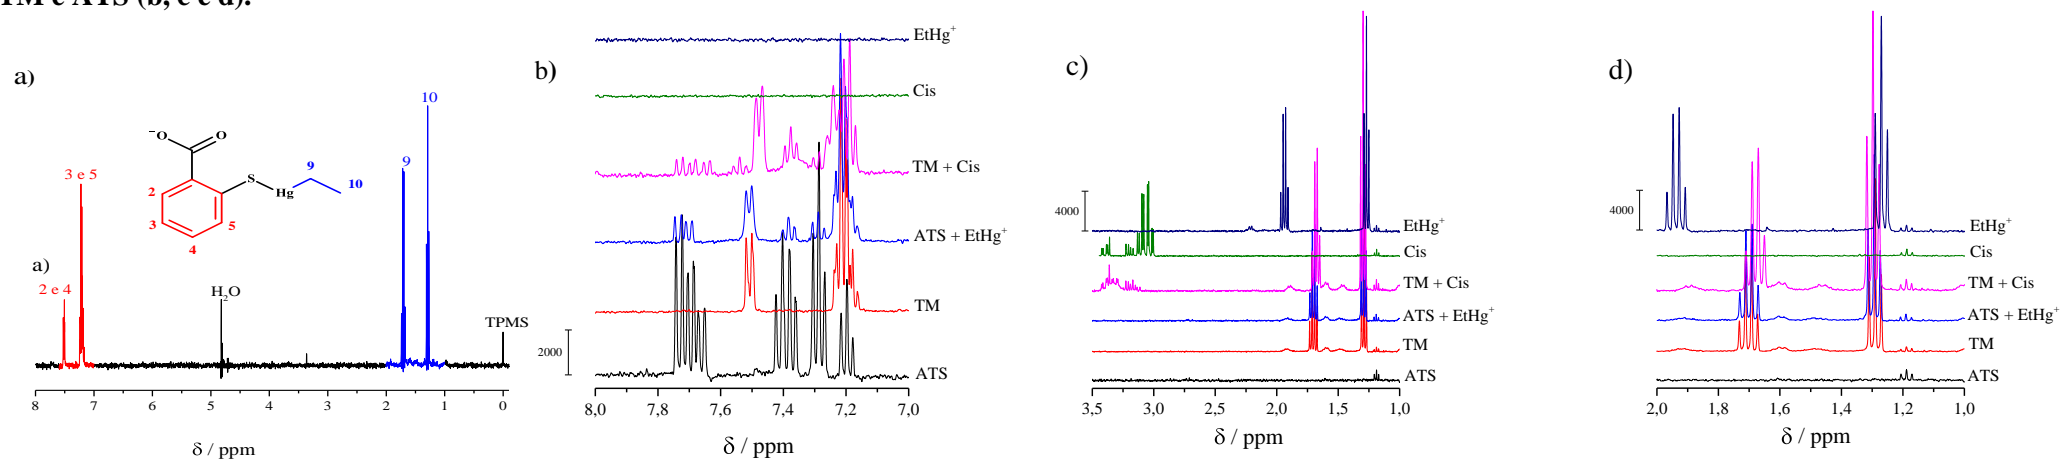 TM e ATS (b, c e d).
a)
3 e 5
2 e 4
a)
⁻O
O
S
Hg
2
3
4
5
9
10
H₂O
9
10
TPMS
8 7 6 5 4 3 2 1 0
δ / ppm
b)
EtHg⁺
Cis
TM + Cis
ATS + EtHg⁺
TM
ATS
2000
8,0 7,8 7,6 7,4 7,2 7,0
δ / ppm
c)
4000
EtHg⁺
Cis
TM + Cis
ATS + EtHg⁺
TM
ATS
3,5 3,0 2,5 2,0 1,5 1,0
δ / ppm
d)
4000
EtHg⁺
Cis
TM + Cis
ATS + EtHg⁺
TM
ATS
2,0 1,8 1,6 1,4 1,2 1,0
δ / ppm